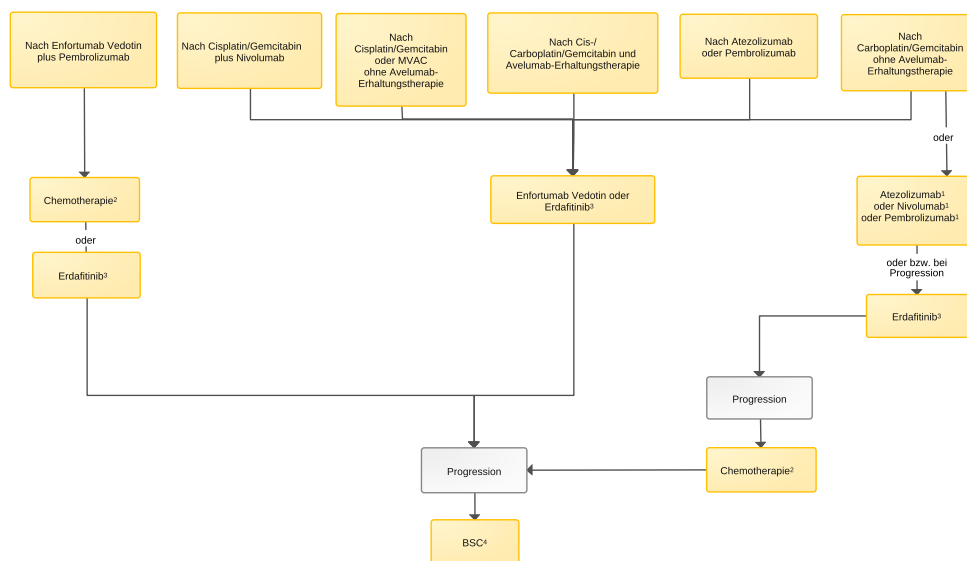 Nach Enfortumab Vedotin
plus Pembrolizumab
Nach Cisplatin/Gemcitabin
plus Nivolumab
Nach
Cisplatin/Gemcitabin
oder MVAC
ohne Avelumab-
Erhaltungstherapie
Nach Cis-/
Carboplatin/Gemcitabin und
Avelumab-Erhaltungstherapie
Nach Atezolizumab
oder Pembrolizumab
Nach
Carboplatin/Gemcitabin
ohne Avelumab-
Erhaltungstherapie
oder
Chemotherapie²
oder
Erdafitinib³
Enfortumab Vedotin oder
Erdafitinib³
Atezolizumab¹
oder Nivolumab¹
oder Pembrolizumab¹
oder bzw. bei
Progression
Erdafitinib³
Progression
Chemotherapie²
Progression
BSC⁴